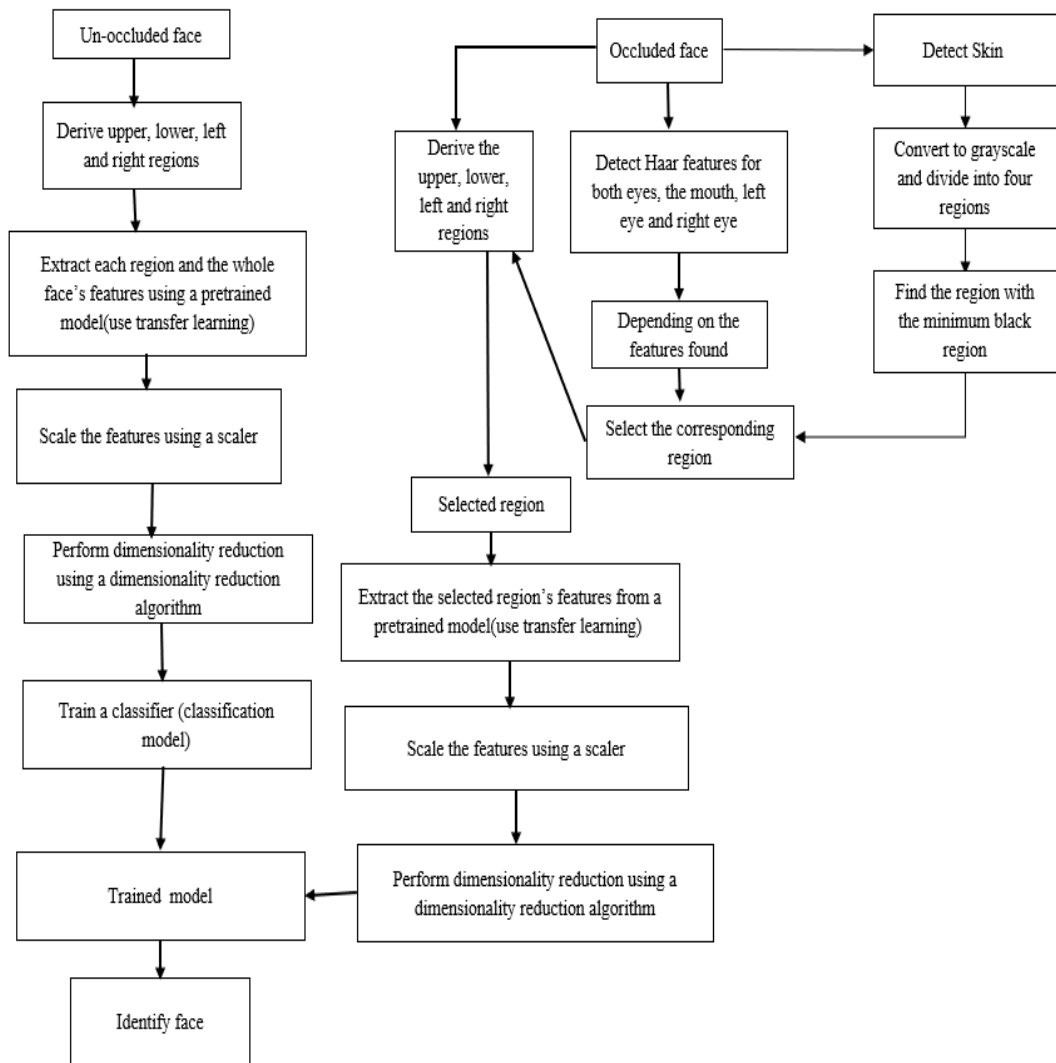 Un-occluded face
Derive upper, lower, left
and right regions
Extract each region and the whole
face’s features using a pretrained
model(use transfer learning)
Scale the features using a scaler
Perform dimensionality reduction
using a dimensionality reduction
algorithm
Train a classifier (classification
model)
Trained model
Identify face
Occluded face
Derive the
upper, lower,
left and right
regions
Detect Haar features for
both eyes, the mouth, left
eye and right eye
Depending on the
features found
Select the corresponding
region
Detect Skin
Convert to grayscale
and divide into four
regions
Find the region with
the minimum black
region
Selected region
Extract the selected region’s features from a
pretrained model(use transfer learning)
Scale the features using a scaler
Perform dimensionality reduction using a
dimensionality reduction algorithm